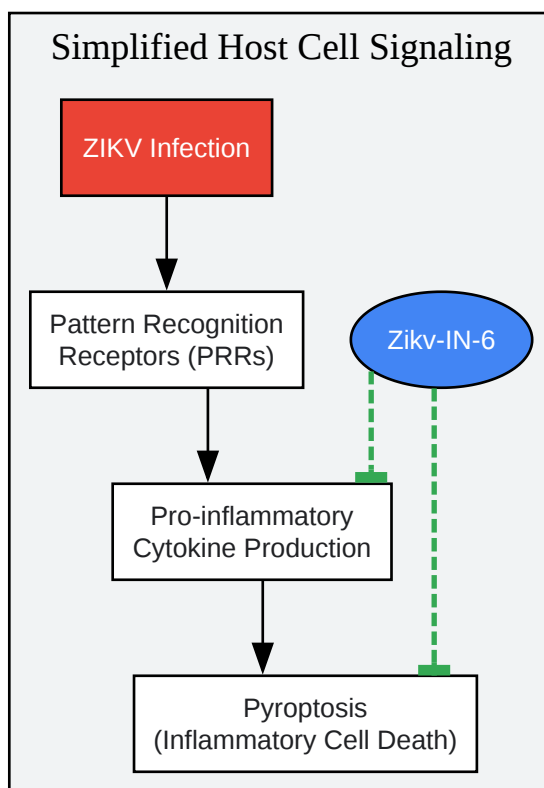 Simplified Host Cell Signaling
ZIKV Infection
Pattern Recognition
Receptors (PRRs)
Zikv-IN-6
Pro-inflammatory
Cytokine Production
Pyroptosis
(Inflammatory Cell Death)